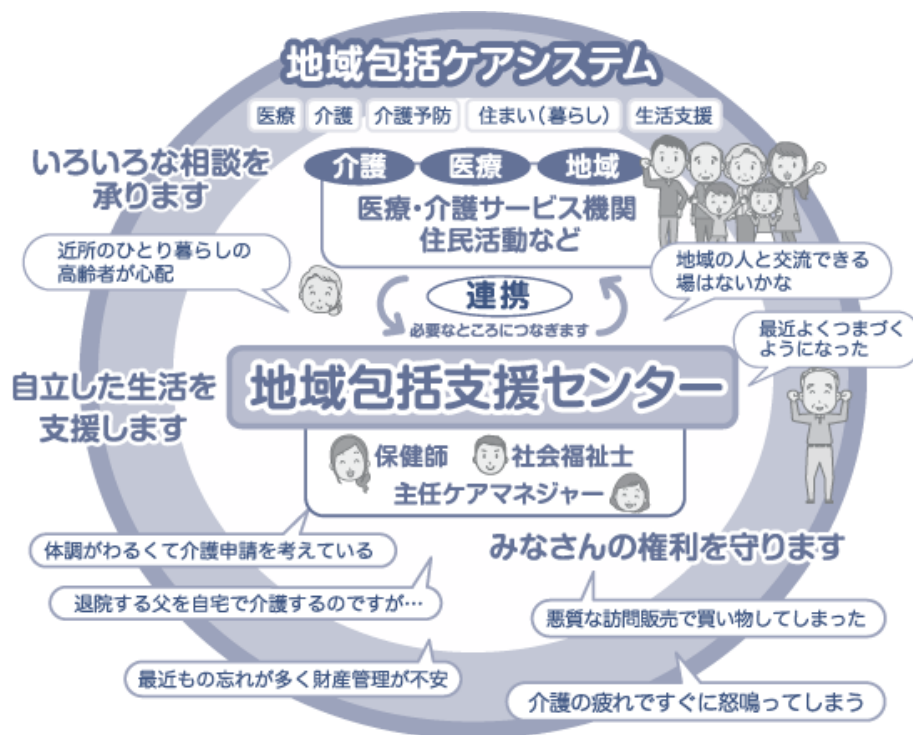 地域包括ケアシステム
医療 介護 介護予防 住まい(暮らし) 生活支援
いろいろな相談を
承ります
介護 医療 地域
医療・介護サービス機関
住民活動など
近所のひとり暮らしの
高齢者が心配
地域の人と交流できる
場はないかな
連携
必要なところにつなぎます
最近よくつまづく
ようになった
自立した生活を
支援します
地域包括支援センター
保健師 社会福祉士
主任ケアマネジャー
体調がわるくて介護申請を考えている
みなさんの権利を守ります
退院する父を自宅で介護するのですが…
悪質な訪問販売で買い物してしまった
最近もの忘れが多く財産管理が不安
介護の疲れですぐに怒鳴ってしまう